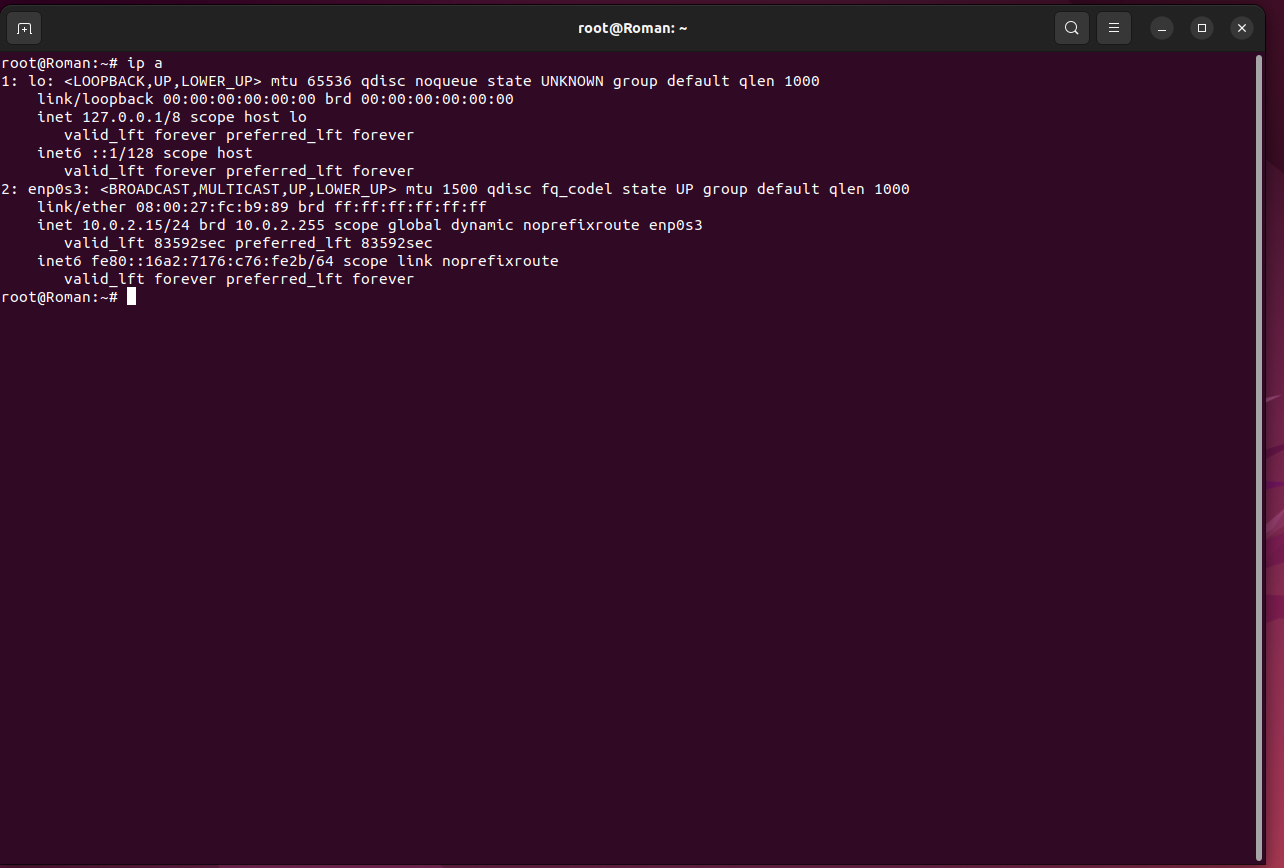 root@Roman: ~
root@Roman:~# ip a
1: lo: <LOOPBACK,UP,LOWER_UP> mtu 65536 qdisc noqueue state UNKNOWN group default qlen 1000
    link/loopback 00:00:00:00:00:00 brd 00:00:00:00:00:00
    inet 127.0.0.1/8 scope host lo
       valid_lft forever preferred_lft forever
    inet6 ::1/128 scope host
       valid_lft forever preferred_lft forever
2: enp0s3: <BROADCAST,MULTICAST,UP,LOWER_UP> mtu 1500 qdisc fq_codel state UP group default qlen 1000
    link/ether 08:00:27:fc:b9:89 brd ff:ff:ff:ff:ff:ff
    inet 10.0.2.15/24 brd 10.0.2.255 scope global dynamic noprefixroute enp0s3
       valid_lft 83592sec preferred_lft 83592sec
    inet6 fe80::16a2:7176:c76:fe2b/64 scope link noprefixroute
       valid_lft forever preferred_lft forever
root@Roman:~#